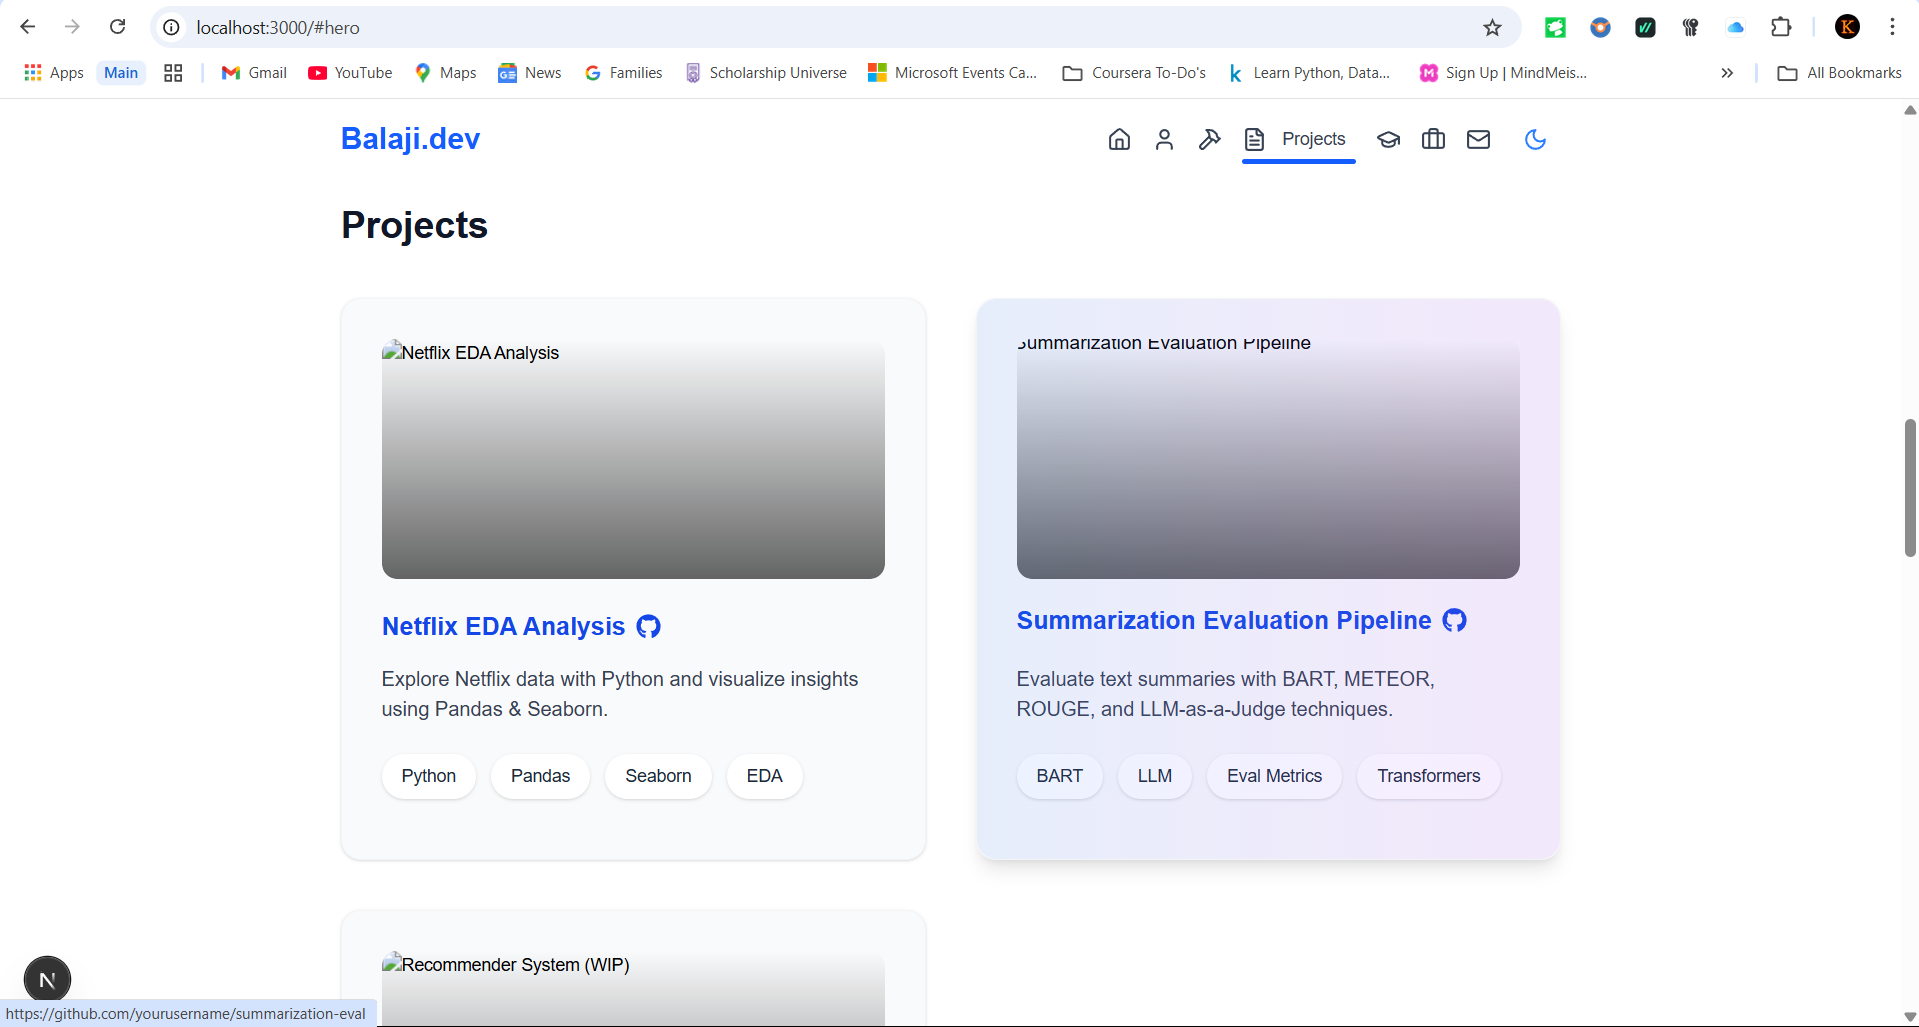 localhost:3000/#hero
K
Apps
Main
Gmail
YouTube
Maps
News
Families
Scholarship Universe
Microsoft Events Ca...
Coursera To-Do's
Learn Python, Data...
Sign Up | MindMeis...
»
All Bookmarks
Balaji.dev
Projects
Projects
Netflix EDA Analysis
Summarization Evaluation Pipeline
Netflix EDA Analysis
Summarization Evaluation Pipeline
Explore Netflix data with Python and visualize insights
using Pandas & Seaborn.
Evaluate text summaries with BART, METEOR,
ROUGE, and LLM-as-a-Judge techniques.
Python
Pandas
Seaborn
EDA
BART
LLM
Eval Metrics
Transformers
Recommender System (WIP)
N
https://github.com/yourusername/summarization-eval